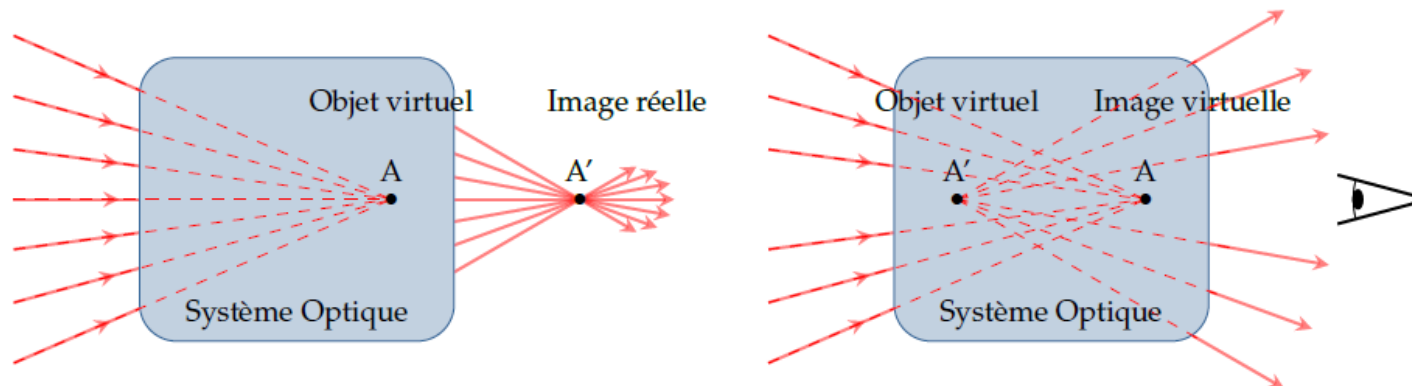 Objet virtuel
Image réelle
A
A’
Système Optique
Objet virtuel
Image virtuelle
A’
A
Système Optique